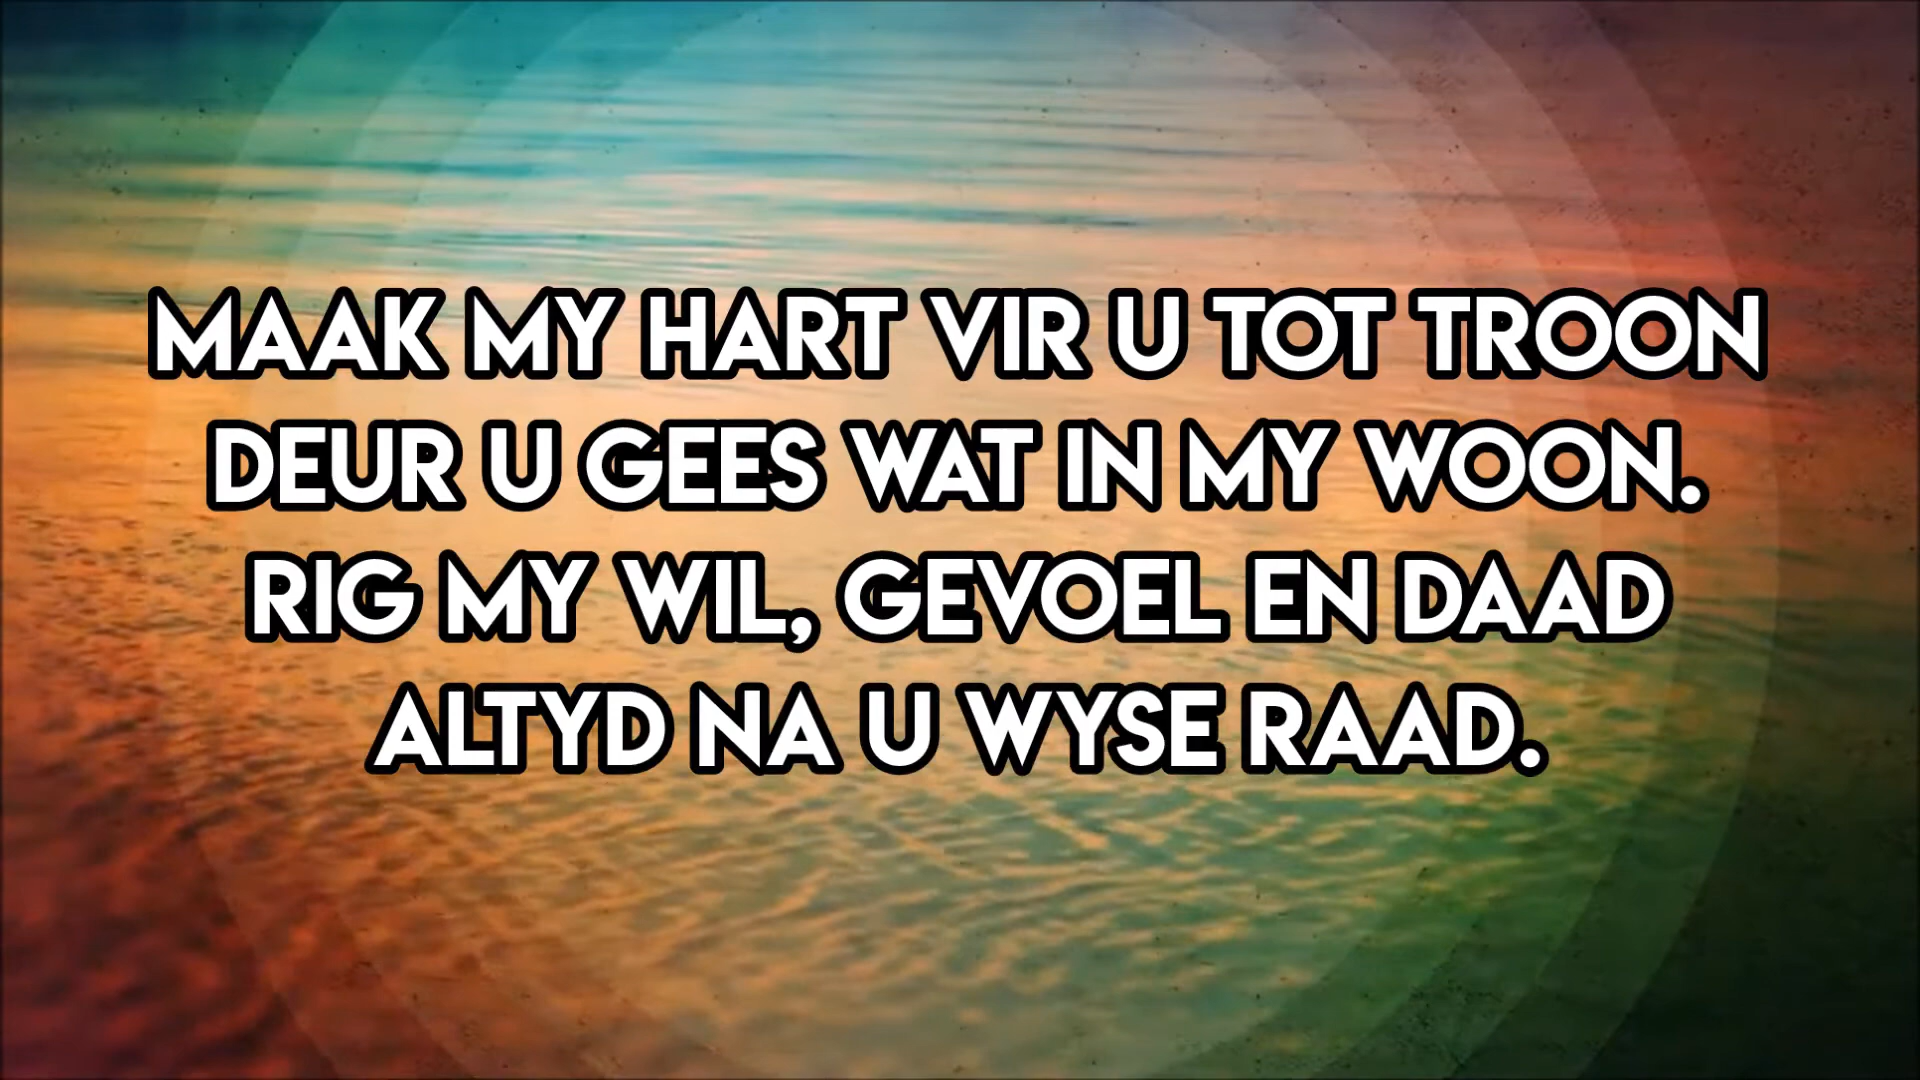 MAAK MY HART VIR U TOT TROON
DEUR U GEES WAT IN MY WOON.
RIG MY WIL, GEVOEL EN DAAD
ALTYD NA U WYSE RAAD.